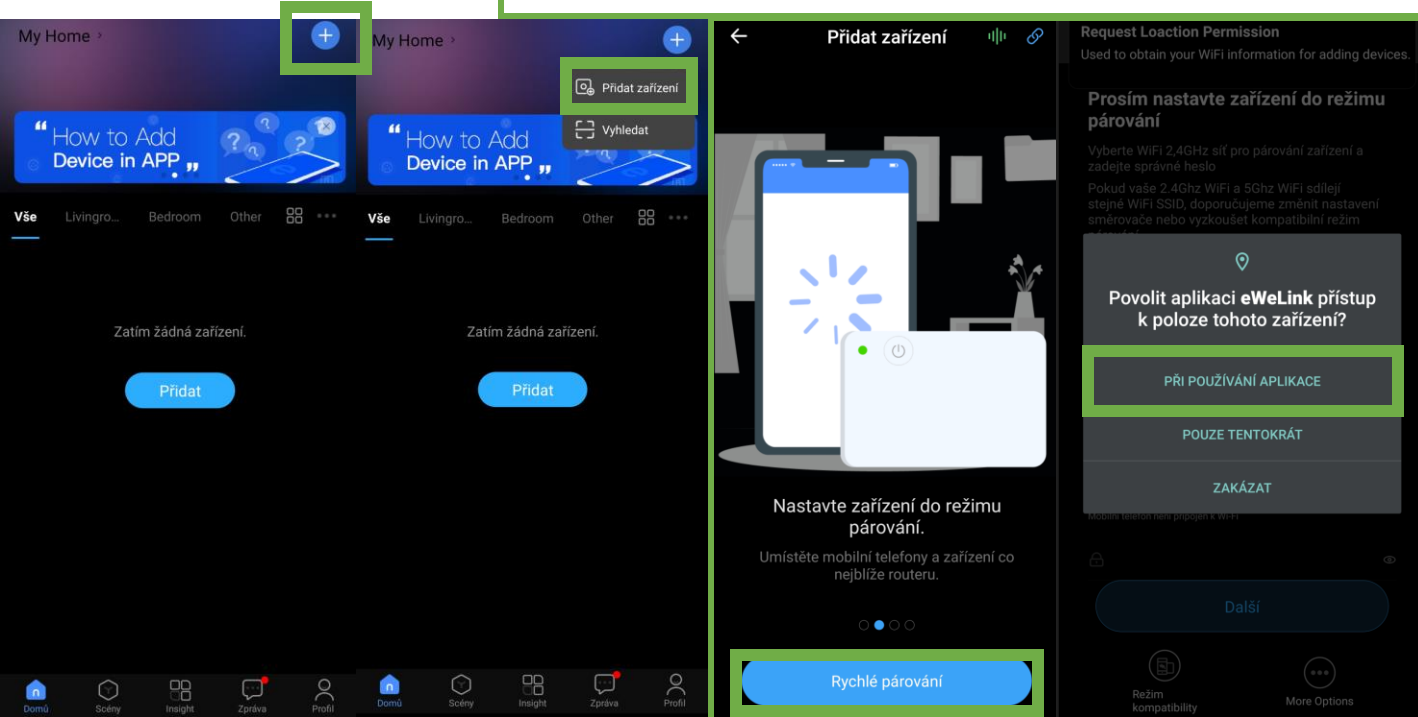 My Home
“ How to Add
Device in APP „
Vše Livingro... Bedroom Other
Zatím žádná zařízení.
Přidat
Domů Scény Insight Zpráva Profil
My Home
Přidat zařízení
Vyhledat
“ How to Add
Device in APP „
Vše Livingro... Bedroom Other
Zatím žádná zařízení.
Přidat
Domů Scény Insight Zpráva Profil
Přidat zařízení
Nastavte zařízení do režimu
párování.
Umístěte mobilní telefony a zařízení co
nejblíže routeru.
Rychlé párování
Request Loaction Permission
Used to obtain your WiFi information for adding devices.
Prosím nastavte zařízení do režimu
párování
Vyberte WiFi 2,4GHz síť pro párování zařízení a
zadejte správné heslo
Pokud vaše 2.4Ghz WiFi a 5Ghz WiFi sdílejí
stejné WiFi SSID, doporučujeme změnit nastavení
směrovače nebo vyzkoušet kompatibilní režim
párování
Povolit aplikaci eWeLink přístup
k poloze tohoto zařízení?
PŘI POUŽÍVÁNÍ APLIKACE
POUZE TENTOKRÁT
ZAKÁZAT
Mobilní telefon není připojen k Wi-Fi
Další
Režim
kompatibility
More Options